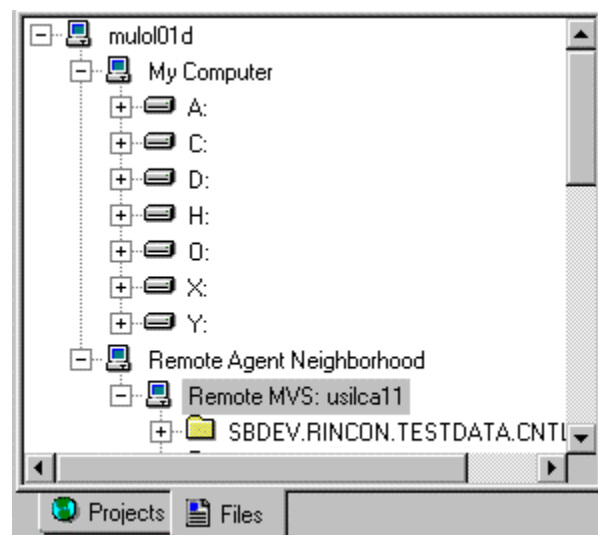 mulol01d
My Computer
A:
C:
D:
H:
O:
X:
Y:
Remote Agent Neighborhood
Remote MVS: usilca11
SBDEV.RINCON.TESTDATA.CNTL
Projects
Files